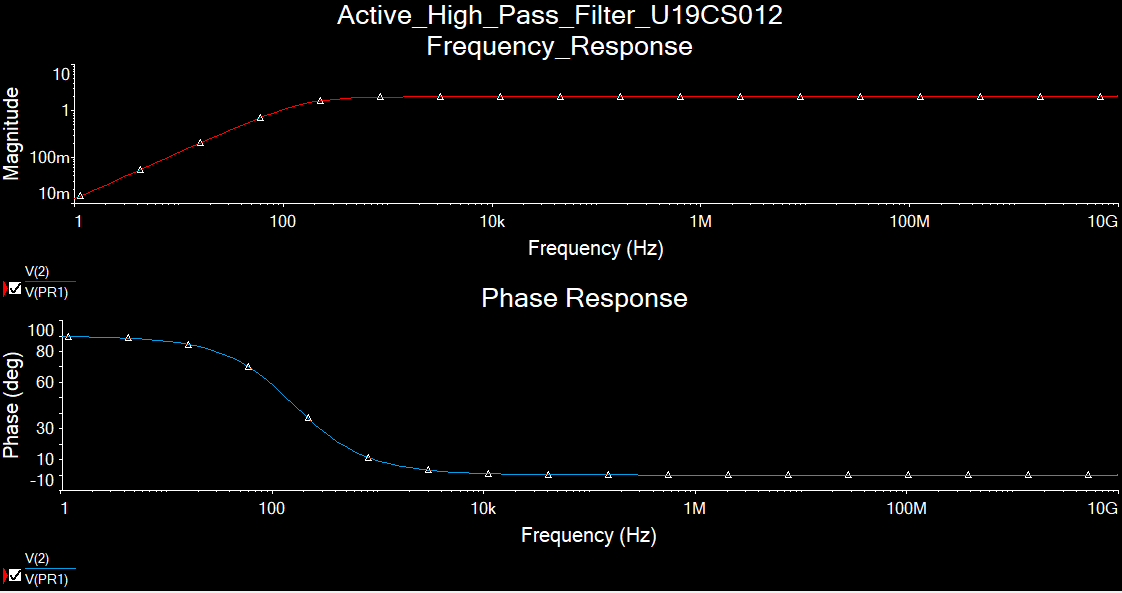 Active_High_Pass_Filter_U19CS012
Frequency_Response
Magnitude
10
1
100m
10m
1 100 10k 1M 100M 10G
Frequency (Hz)
V(2)
V(PR1)
Phase Response
Phase (deg)
100
80
60
30
10
-10
1 100 10k 1M 100M 10G
Frequency (Hz)
V(2)
V(PR1)